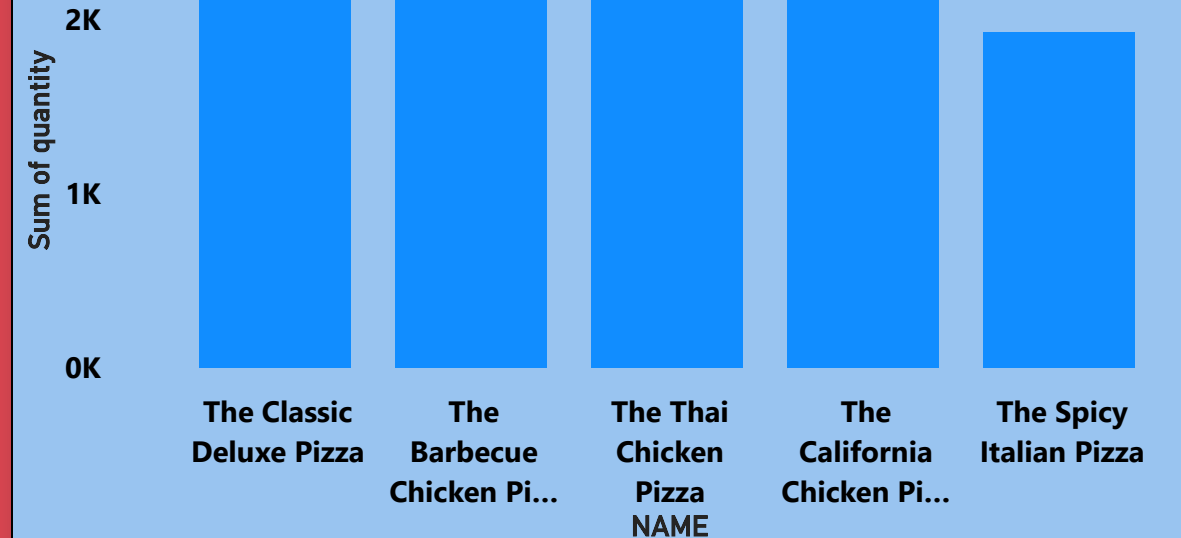 2K
Sum of quantity
1K
0K
The Classic
Deluxe Pizza
The
Barbecue
Chicken Pi...
The Thai
Chicken
Pizza
The
California
Chicken Pi...
The Spicy
Italian Pizza
NAME